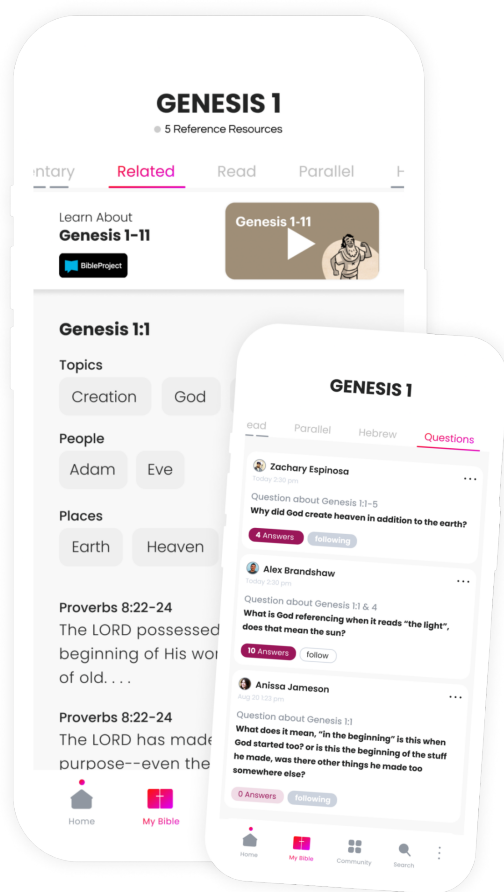 GENESIS 1
5 Reference Resources
entary Related Read Parallel H
Learn About
Genesis 1-11
BibleProject
Genesis 1-11
Genesis 1:1
Topics
Creation God
People
Adam Eve
Places
Earth Heaven
Proverbs 8:22-24
The LORD possessed
beginning of His wor
of old. . . .
Proverbs 8:22-24
The LORD has made
purpose--even the
Home
My Bible
GENESIS 1
ead Parallel Hebrew Questions
Zachary Espinosa
Today 2:30 pm
Question about Genesis 1:1-5
Why did God create heaven in addition to the earth?
4 Answers following
Alex Brandshaw
Today 2:30 pm
Question about Genesis 1:1 & 4
What is God referencing when it reads “the light”,
does that mean the sun?
10 Answers follow
Anissa Jameson
Aug 20 1:25 pm
Question about Genesis 1:1
What does it mean, “in the beginning” is this when
God started too? or is this the beginning of the stuff
he made, was there other things he made too
somewhere else?
0 Answers following
Home
My Bible
Community
Search